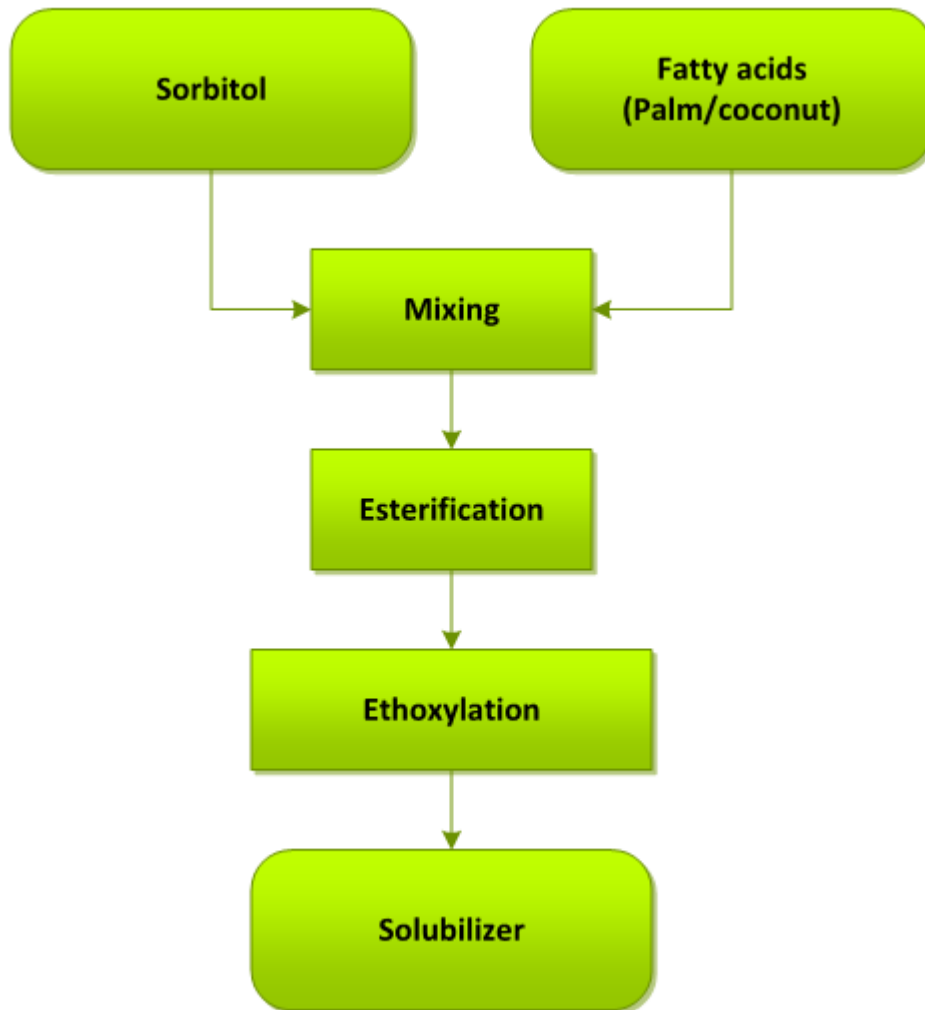 Sorbitol
Fatty acids
(Palm/coconut)
Mixing
Esterification
Ethoxylation
Solubilizer